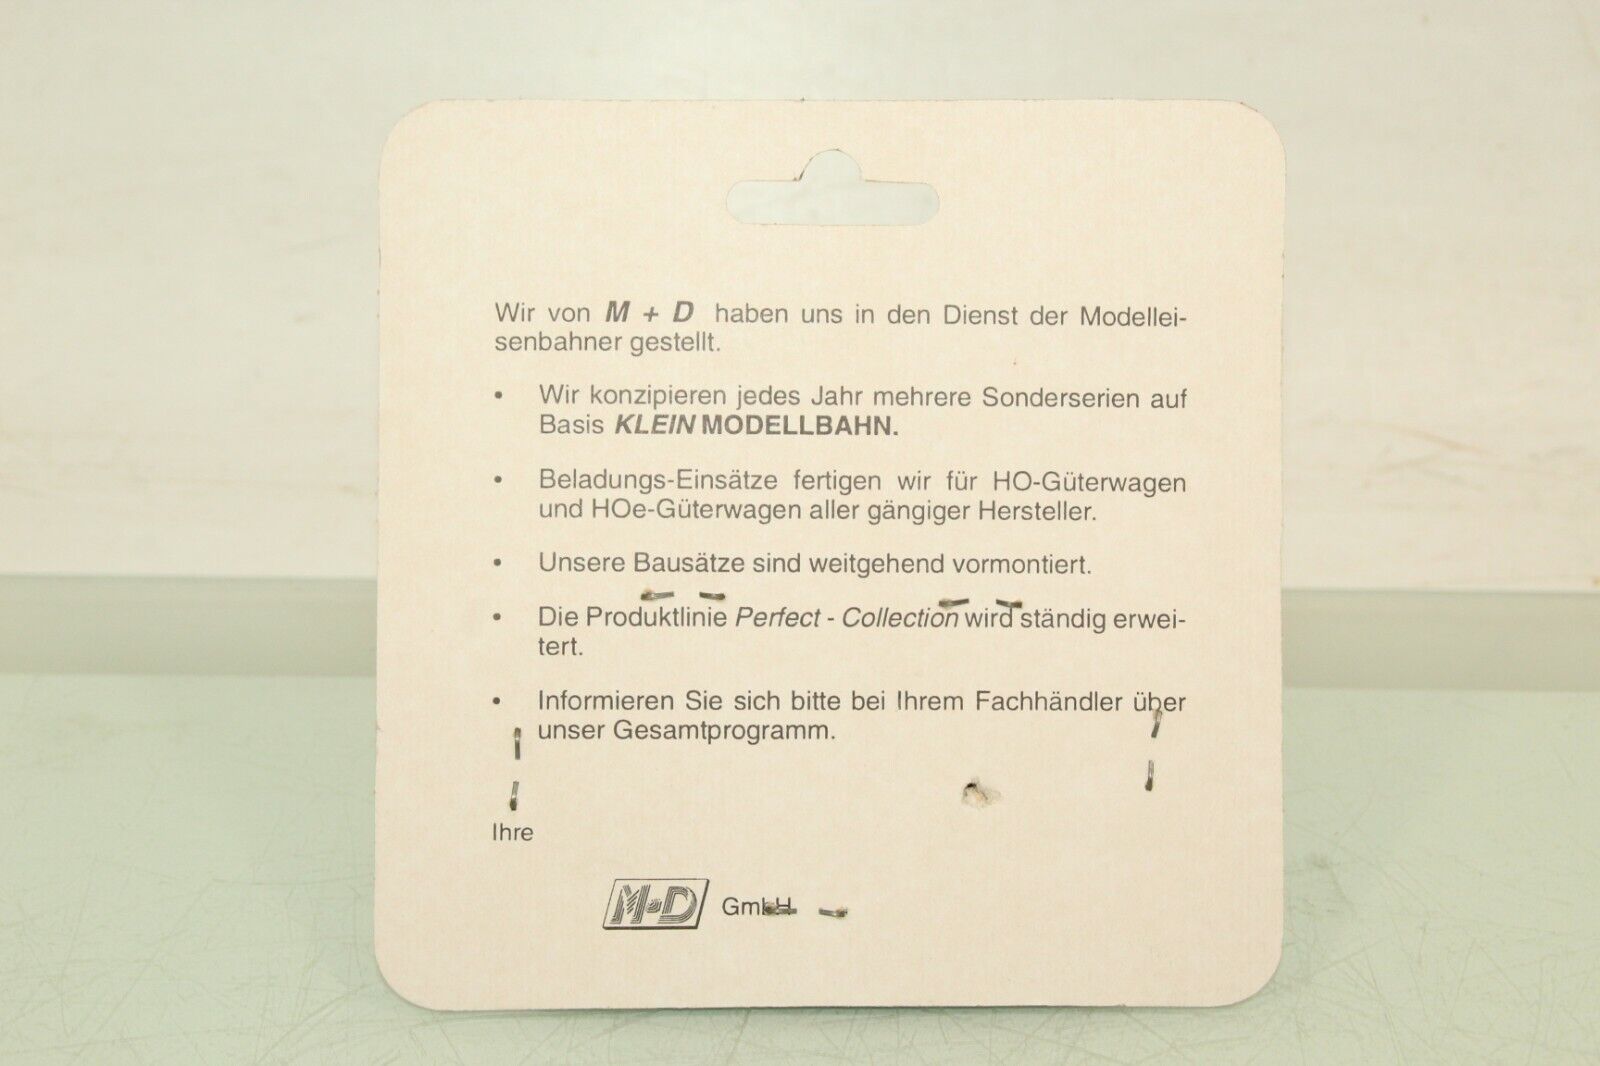 Wir von M + D haben uns in den Dienst der Modellei-
senbahner gestellt.
• Wir konzipieren jedes Jahr mehrere Sonderserien auf
Basis KLEIN MODELLBAHN.
• Beladungs-Einsätze fertigen wir für HO-Güterwagen
und HOe-Güterwagen aller gängiger Hersteller.
• Unsere Bausätze sind weitgehend vormontiert.
• Die Produktlinie Perfect - Collection wird ständig erwei-
tert.
• Informieren Sie sich bitte bei Ihrem Fachhändler über
unser Gesamtprogramm.
Ihre
M+D GmbH